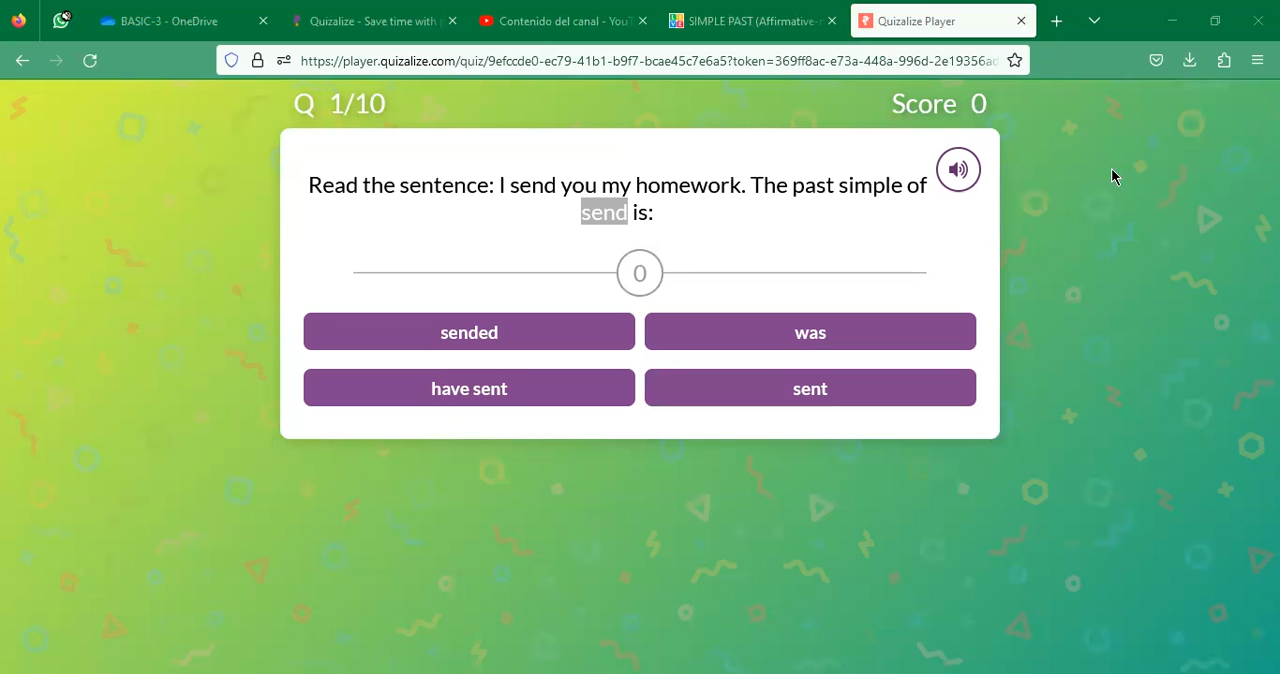 BASIC-3 - OneDrive
Quizalize - Save time with
Contenido del canal - You
SIMPLE PAST (Affirmative-
Quizalize Player
https://player.quizalize.com/quiz/9efccde0-ec79-41b1-b9f7-bcae45c7e6a5?token=369ff8ac-e73a-448a-996d-2e19356a
Q 1/10
Score 0
Read the sentence: I send you my homework. The past simple of
send is:
0
sended
was
have sent
sent